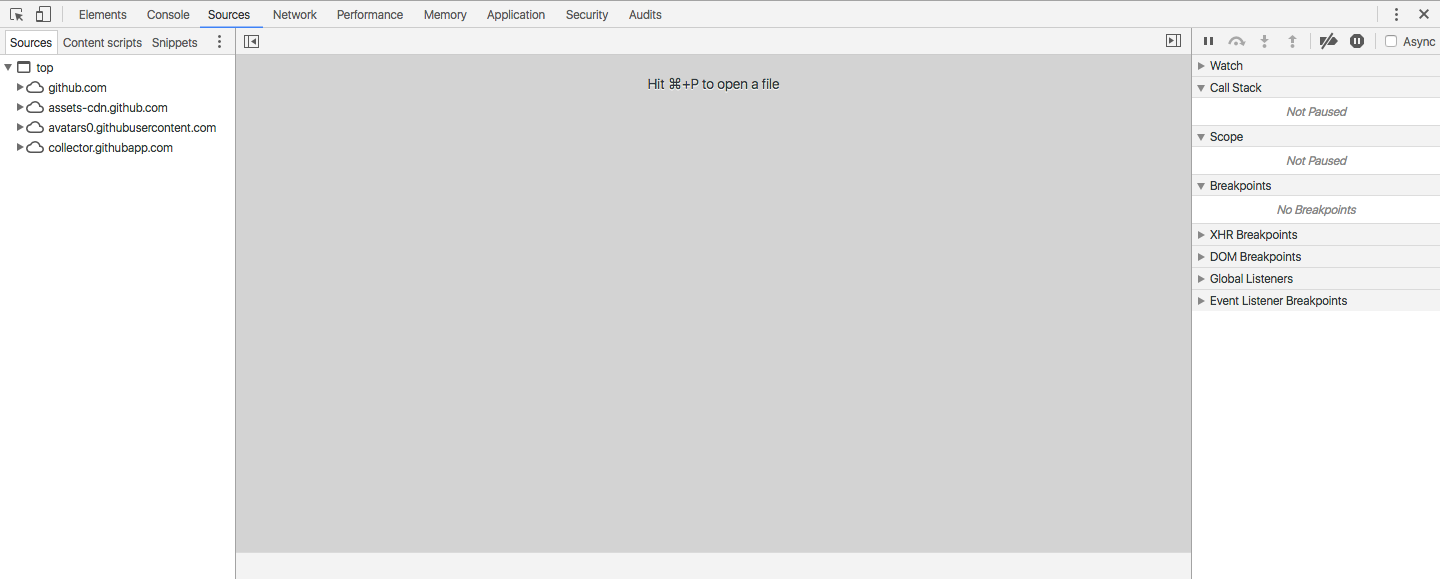 Elements Console Sources Network Performance Memory Application Security Audits
Sources Content scripts Snippets
top
github.com
assets-cdn.github.com
avatars0.githubusercontent.com
collector.githubapp.com
Hit ⌘+P to open a file
Async
Watch
Call Stack
Not Paused
Scope
Not Paused
Breakpoints
No Breakpoints
XHR Breakpoints
DOM Breakpoints
Global Listeners
Event Listener Breakpoints